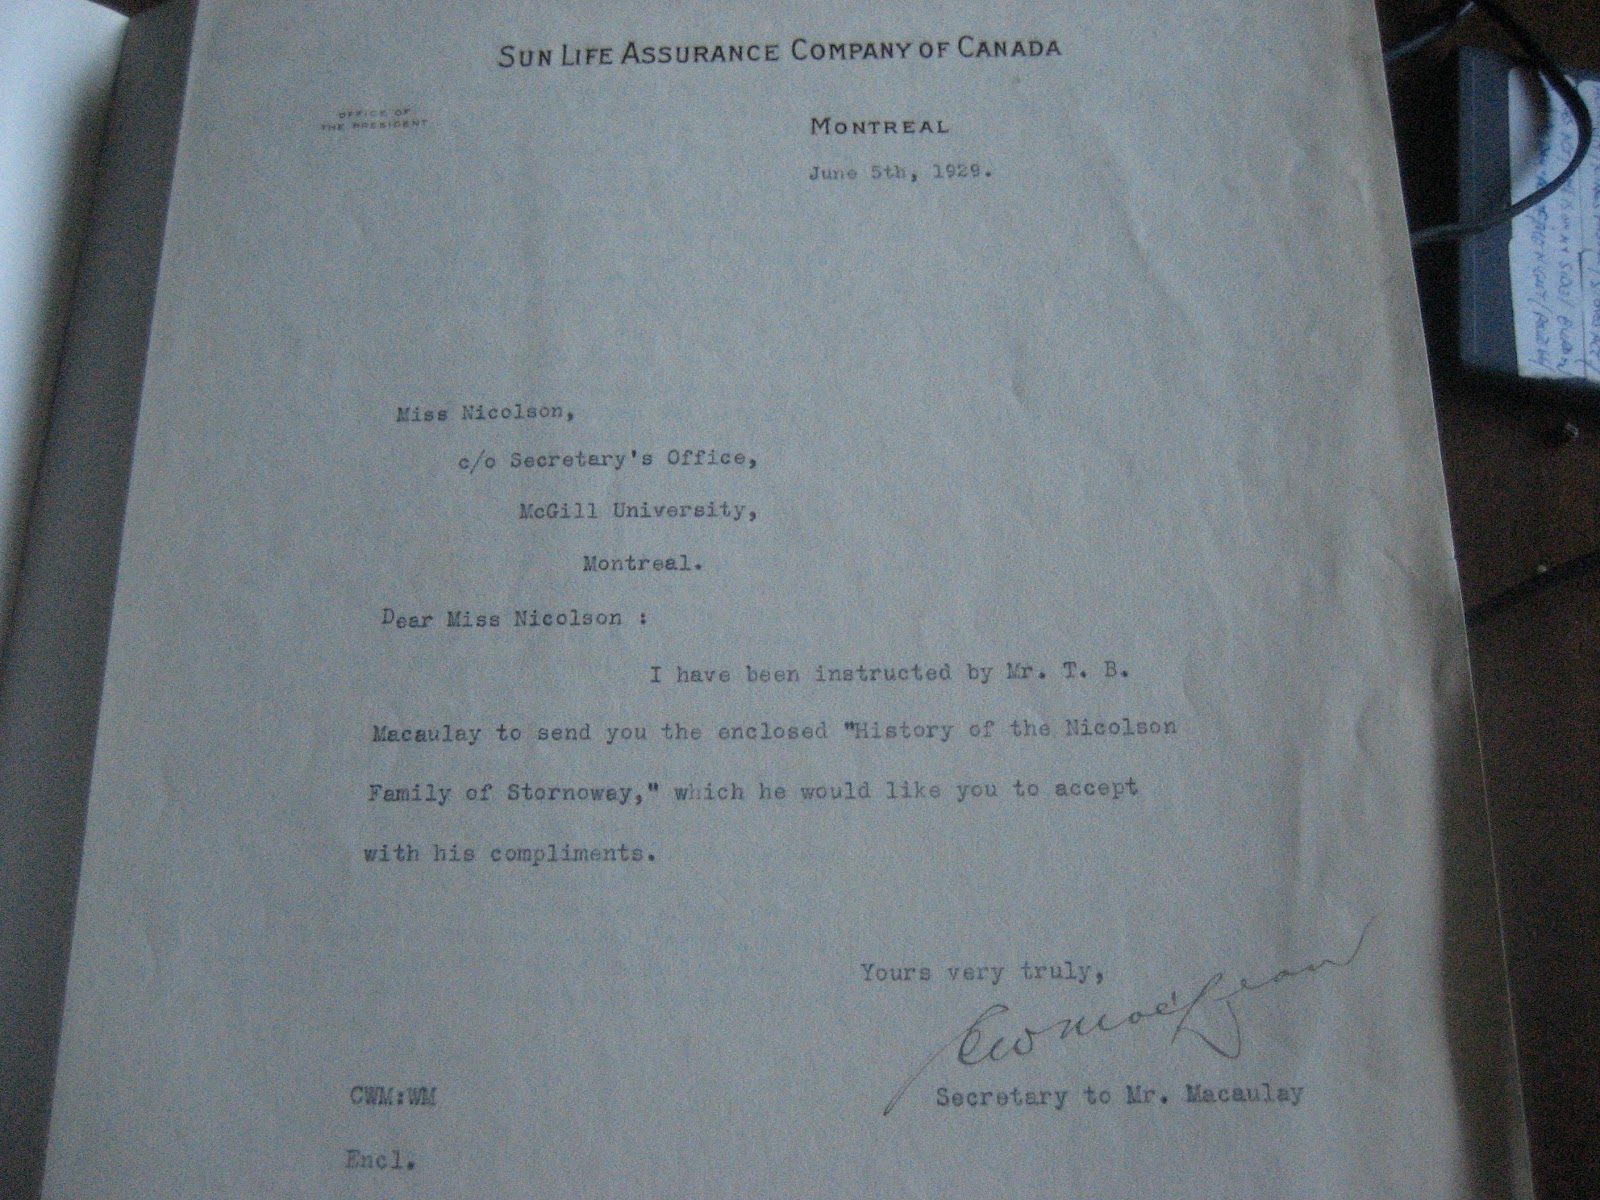 SUN LIFE ASSURANCE COMPANY OF CANADA
OFFICE OF
THE PRESIDENT
MONTREAL
June 5th, 1929.
Miss Nicolson,
c/o Secretary's Office,
McGill University,
Montreal.
Dear Miss Nicolson :
I have been instructed by Mr. T. B.
Macaulay to send you the enclosed "History of the Nicolson
Family of Stornoway," which he would like you to accept
with his compliments.
Yours very truly,
Secretary to Mr. Macaulay
CWM:WM
Encl.